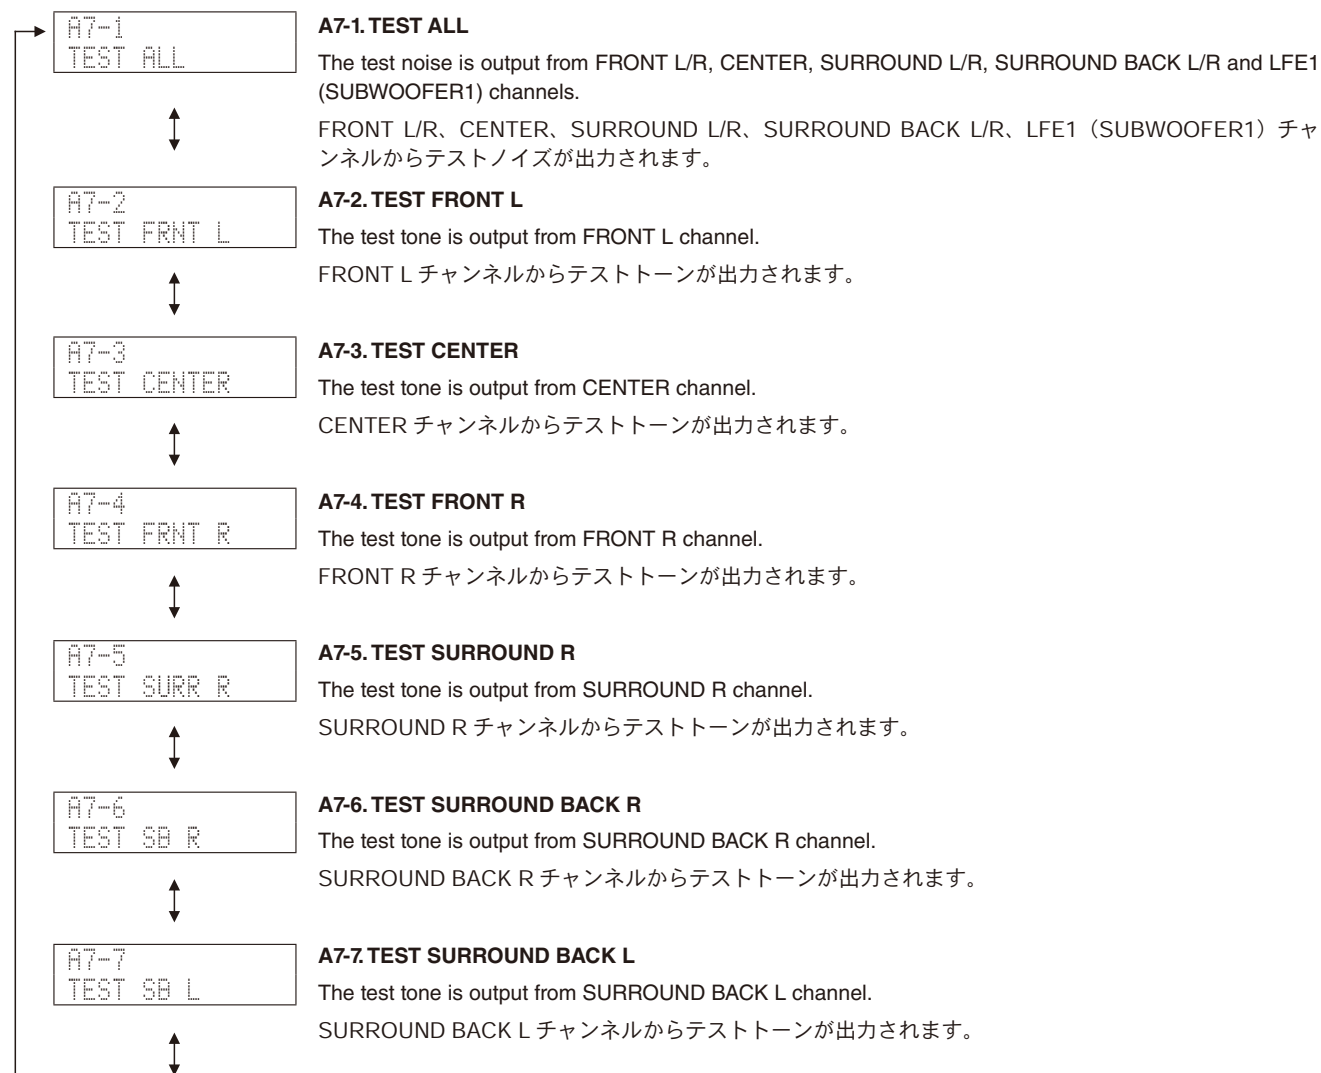 A7-1
TEST ALL
A7-1. TEST ALL
The test noise is output from FRONT L/R, CENTER, SURROUND L/R, SURROUND BACK L/R and LFE1
(SUBWOOFER1) channels.
FRONT L/R、CENTER、SURROUND L/R、SURROUND BACK L/R、LFE1（SUBWOOFER1）チャ
ンネルからテストノイズが出力されます。
A7-2
TEST FRNT L
A7-2. TEST FRONT L
The test tone is output from FRONT L channel.
FRONT L チャンネルからテストトーンが出力されます。
A7-3
TEST CENTER
A7-3. TEST CENTER
The test tone is output from CENTER channel.
CENTER チャンネルからテストトーンが出力されます。
A7-4
TEST FRNT R
A7-4. TEST FRONT R
The test tone is output from FRONT R channel.
FRONT R チャンネルからテストトーンが出力されます。
A7-5
TEST SURR R
A7-5. TEST SURROUND R
The test tone is output from SURROUND R channel.
SURROUND R チャンネルからテストトーンが出力されます。
A7-6
TEST SB R
A7-6. TEST SURROUND BACK R
The test tone is output from SURROUND BACK R channel.
SURROUND BACK R チャンネルからテストトーンが出力されます。
A7-7
TEST SB L
A7-7. TEST SURROUND BACK L
The test tone is output from SURROUND BACK L channel.
SURROUND BACK L チャンネルからテストトーンが出力されます。